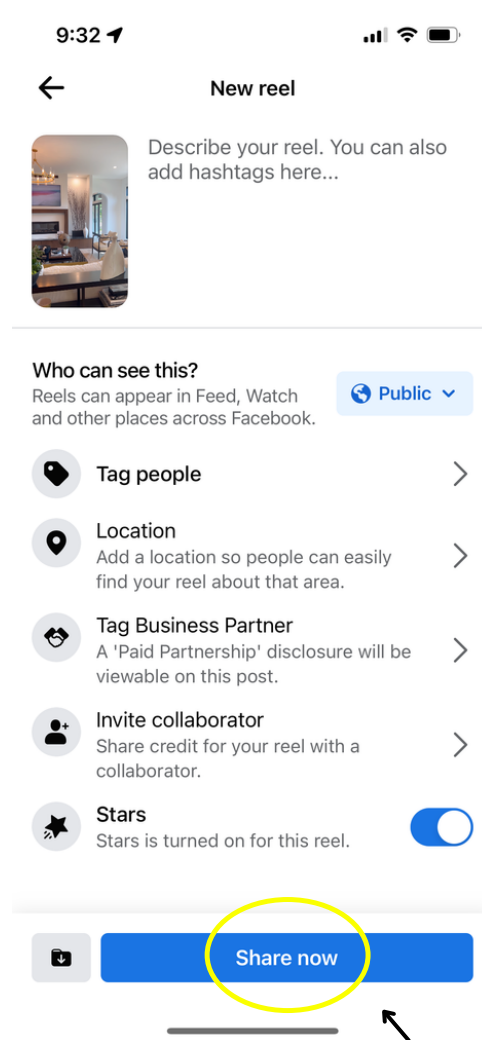 9:32
New reel
Describe your reel. You can also
add hashtags here...
Who can see this?
Reels can appear in Feed, Watch
and other places across Facebook.
Public
Tag people
Location
Add a location so people can easily
find your reel about that area.
Tag Business Partner
A 'Paid Partnership' disclosure will be
viewable on this post.
Invite collaborator
Share credit for your reel with a
collaborator.
Stars
Stars is turned on for this reel.
Share now